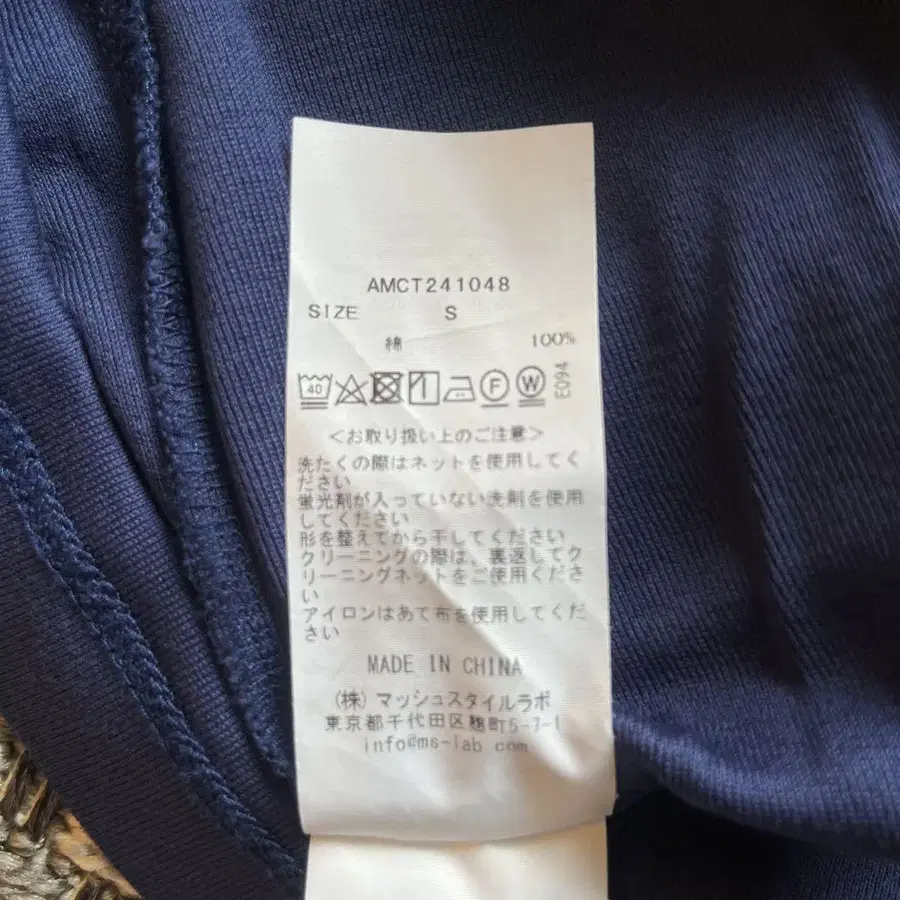 AMCT241048
SIZE S
綿 100%
40 F W E094
<お取り扱い上のご注意>
洗たくの際はネットを使用してく
ださい
蛍光剤が入っていない洗剤を使用
してください
形を整えてから干してください
クリーニングの際は、裏返してク
リーニングネットをご使用くださ
い
アイロンはあて布を使用してくだ
さい
MADE IN CHINA
(株)マッシュスタイルラボ
東京都千代田区麹町5-7-1
info@ms-lab com